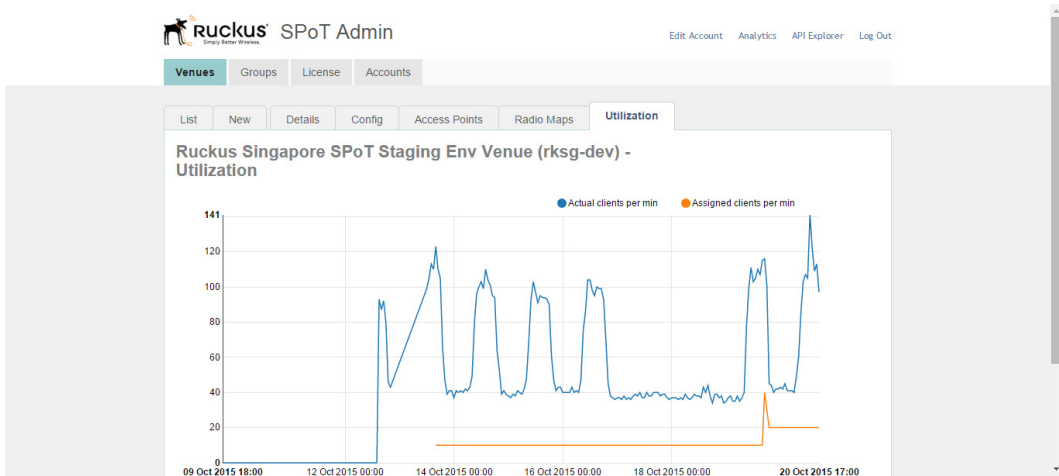 Ruckus SPoT Admin
Simply Better Wireless.
Edit Account Analytics API Explorer Log Out
Venues Groups License Accounts
List New Details Config Access Points Radio Maps Utilization
Ruckus Singapore SPoT Staging Env Venue (rksg-dev) -
Utilization
Actual clients per min Assigned clients per min
141
120
100
80
60
40
20
0
09 Oct 2015 18:00 12 Oct 2015 00:00 14 Oct 2015 00:00 16 Oct 2015 00:00 18 Oct 2015 00:00 20 Oct 2015 17:00